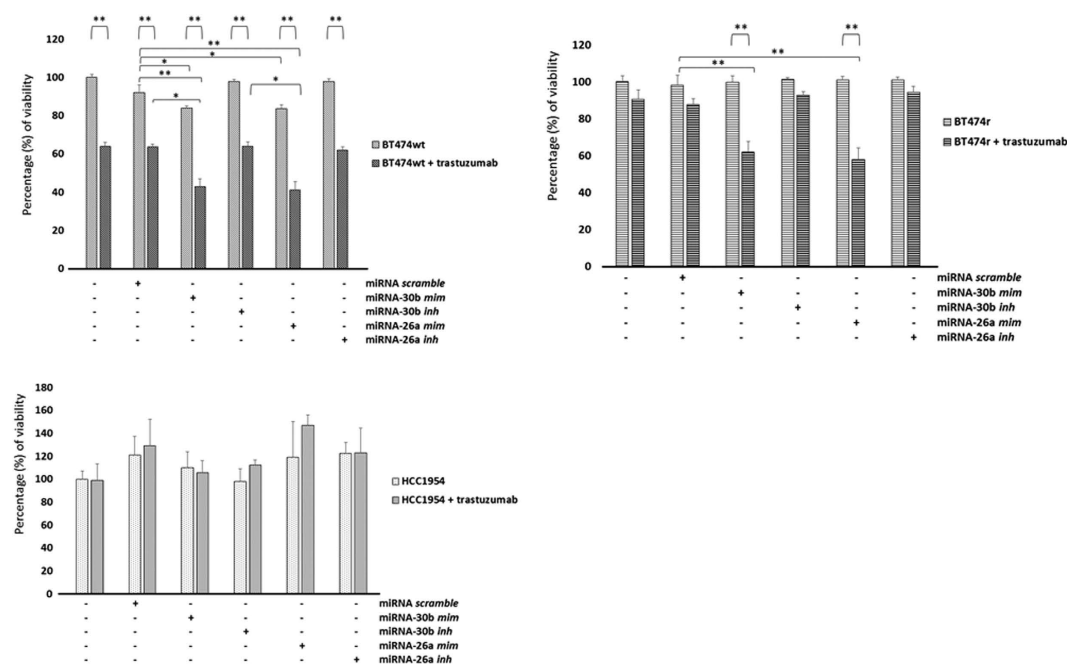 ** ** ** ** ** **
**
*
*
**
*
*
120
100
80
60
40
20
0
Percentage (%) of viability
BT474wt
BT474wt + trastuzumab
- + - - - - miRNA scramble
- - + - - - miRNA-30b mim
- - - + - - miRNA-30b inh
- - - - + - miRNA-26a mim
- - - - - + miRNA-26a inh
** **
**
**
120
100
80
60
40
20
0
Percentage (%) of viability
BT474r
BT474r + trastuzumab
- + - - - - miRNA scramble
- - + - - - miRNA-30b mim
- - - + - - miRNA-30b inh
- - - - + - miRNA-26a mim
- - - - - + miRNA-26a inh
180
160
140
120
100
80
60
40
20
0
Percentage (%) of viability
HCC1954
HCC1954 + trastuzumab
- + - - - - miRNA scramble
- - + - - - miRNA-30b mim
- - - + - - miRNA-30b inh
- - - - + - miRNA-26a mim
- - - - - + miRNA-26a inh